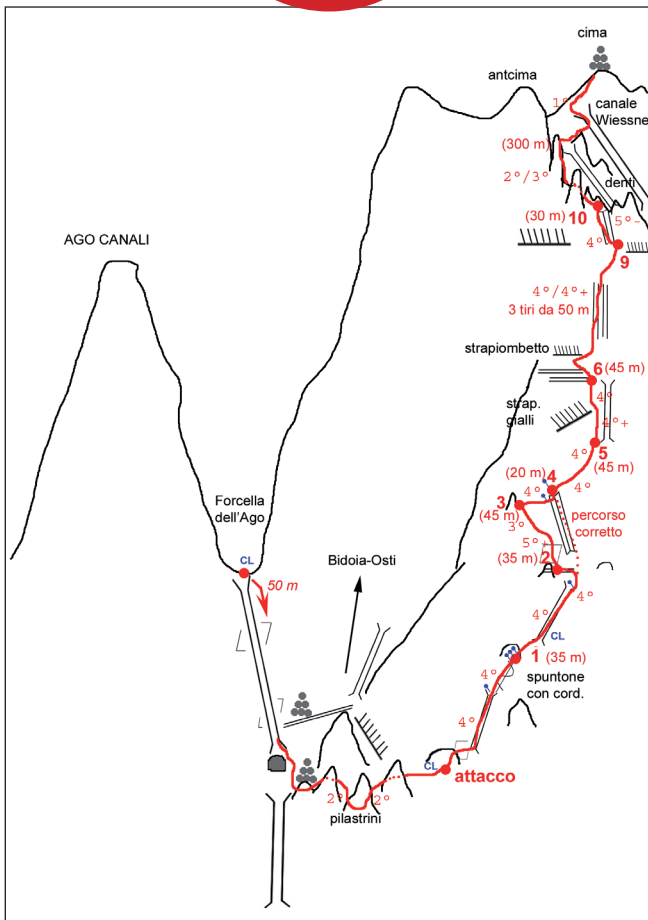 cima
antcima
1°
canale
Wiessne
(300 m)
2°/3°
denti
(30 m) 10
5°-
4°
9
AGO CANALI
4°/4°+
3 tiri da 50 m
strapiombetto
6 (45 m)
4°
strap.
gialli
4°+
5
4°
(45 m)
(20 m) 4
4°
4°
3
(45 m)
3°
percorso
corretto
5°+
2
(35 m)
Forcella
dell'Ago
CL
50 m
Bidoia-Osti
4°
4°
CL
1 (35 m)
spuntone
con cord.
4°
4°
CL
attacco
2°
2°
pilastrini